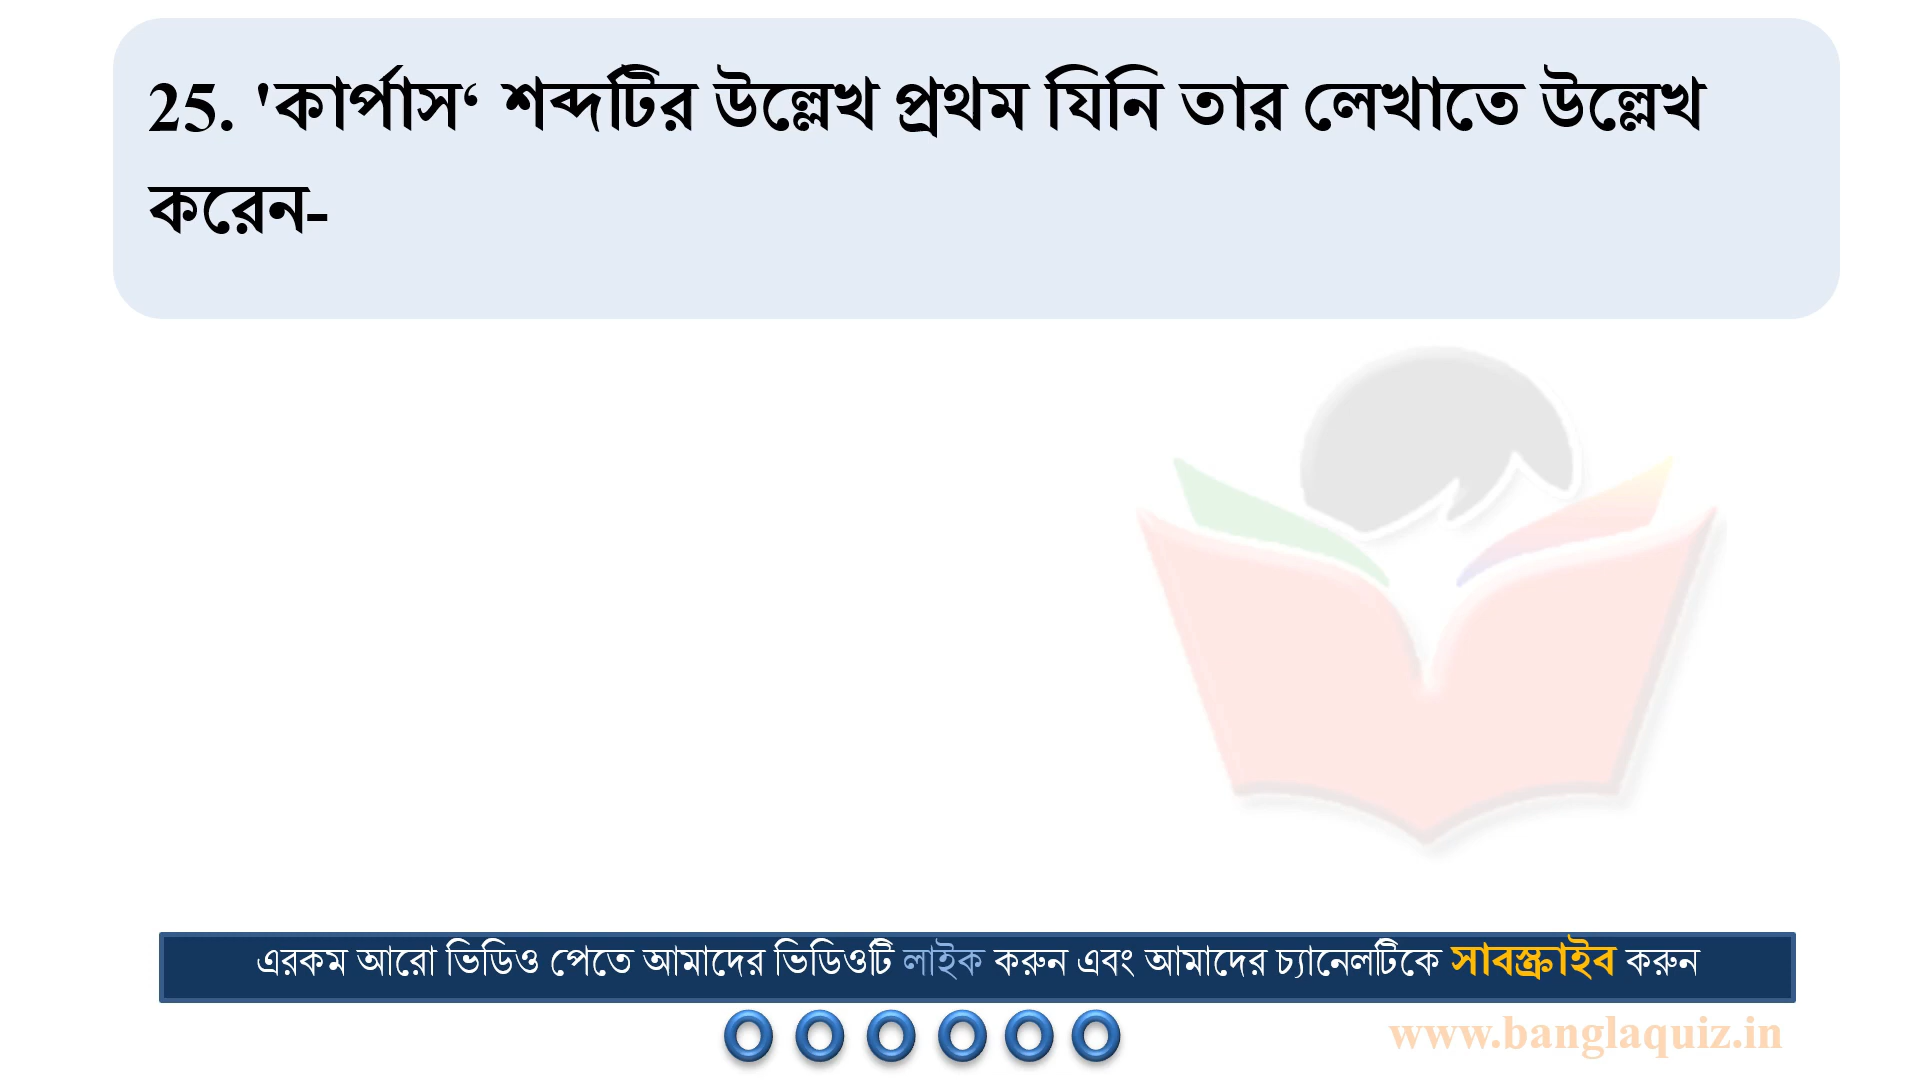 25. 'কার্পাস‘ শব্দটির উল্লেখ প্রথম যিনি তার লেখাতে উল্লেখ
করেন-
এরকম আরো ভিডিও পেতে আমাদের ভিডিওটি লাইক করুন এবং আমাদের চ্যানেলটিকে সাবস্ক্রাইব করুন
www.banglaquiz.in